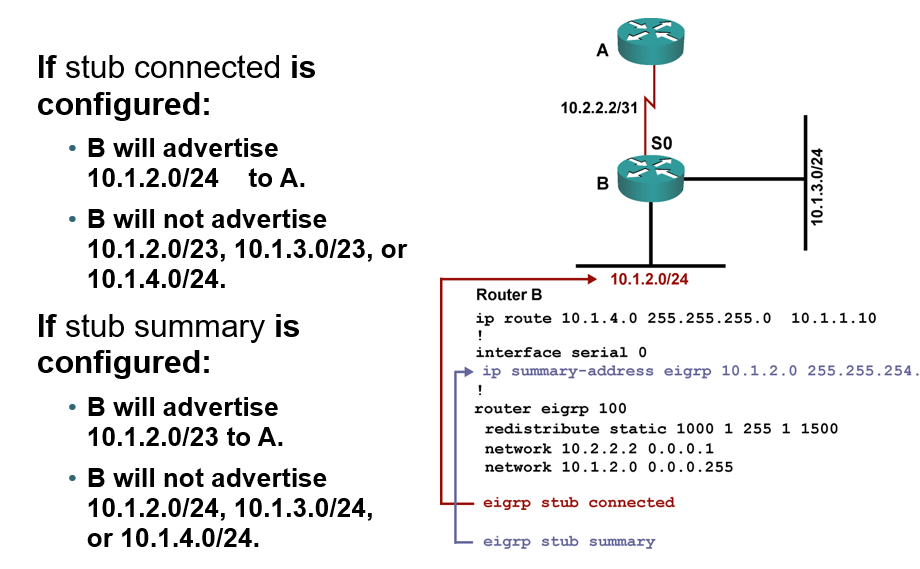 If stub connected is
configured:
• B will advertise
10.1.2.0/24 to A.
• B will not advertise
10.1.2.0/23, 10.1.3.0/23, or
10.1.4.0/24.
If stub summary is
configured:
• B will advertise
10.1.2.0/23 to A.
• B will not advertise
10.1.2.0/24, 10.1.3.0/24,
or 10.1.4.0/24.
A
10.2.2.2/31
S0
B
10.1.3.0/24
10.1.2.0/24
Router B
ip route 10.1.4.0 255.255.255.0 10.1.1.10
!
interface serial 0
ip summary-address eigrp 10.1.2.0 255.255.254.
!
router eigrp 100
redistribute static 1000 1 255 1 1500
network 10.2.2.2 0.0.0.1
network 10.1.2.0 0.0.0.255
eigrp stub connected
eigrp stub summary